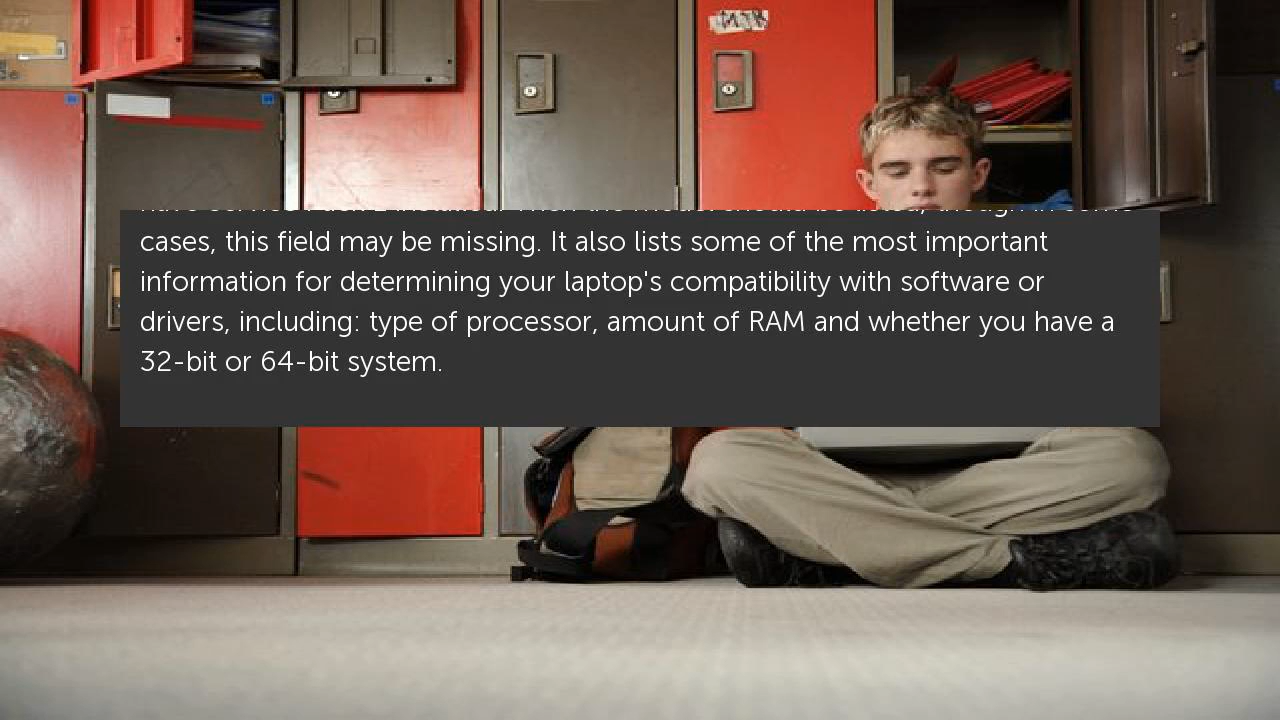 cases, this field may be missing. It also lists some of the most important
information for determining your laptop's compatibility with software or
drivers, including: type of processor, amount of RAM and whether you have a
32-bit or 64-bit system.